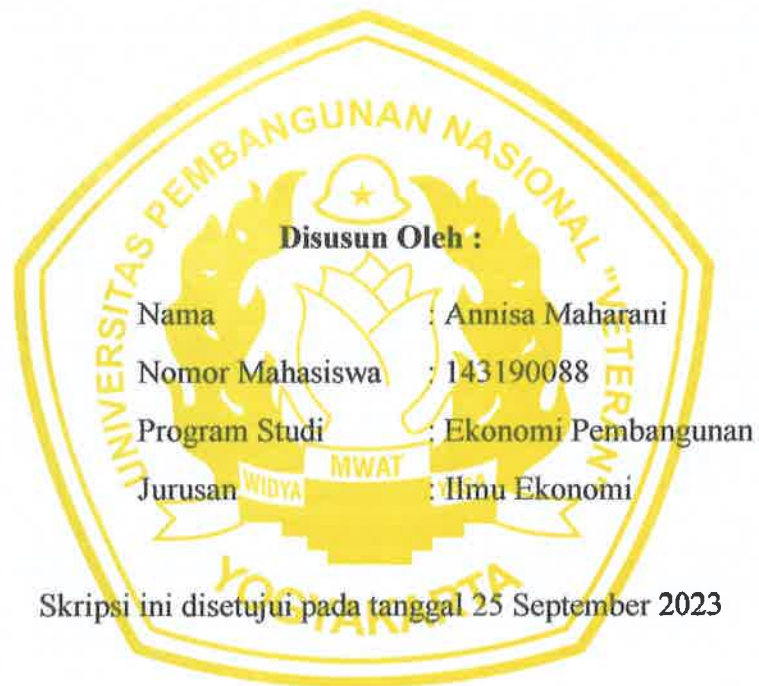 UNIVERSITAS PEMBANGUNAN NASIONAL "VETERAN"
Disusun Oleh :
Nama : Annisa Maharani
Nomor Mahasiswa : 143190088
Program Studi : Ekonomi Pembangunan
WIDYA MWAT YASA
Jurusan : Ilmu Ekonomi
YOGYAKARTA
Skripsi ini disetujui pada tanggal 25 September 2023